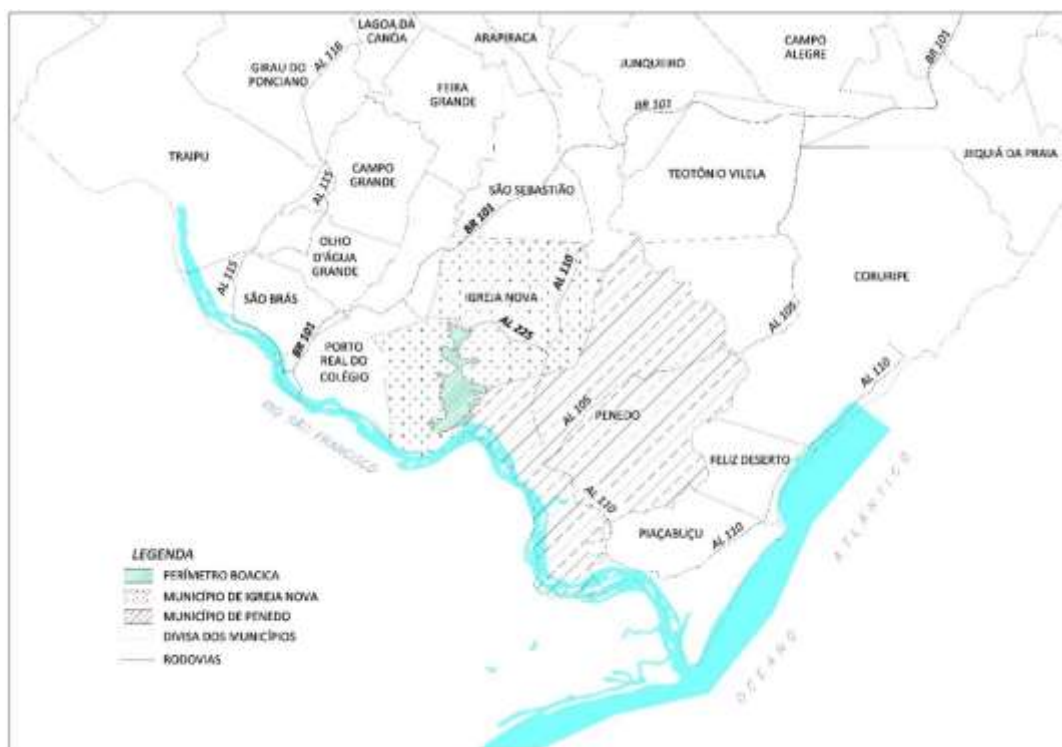 LAGOA DA
CANOA
ARAPIRACA
CAMPO
ALEGRE
GIRAU DO
PONCIANO
AL 116
JUNQUEIRO
FEIRA
GRANDE
BR 101
BR 101
TRAIPU
CAMPO
GRANDE
AL 115
TEOTÔNIO VILELA
JEQUIÁ DA PRAIA
SÃO SEBASTIÃO
BR 101
OLHO
D'ÁGUA
GRANDE
AL 115
AL 110
CORURIPE
SÃO BRÁS
IGREJA NOVA
AL 105
BR 101
AL 225
PORTO
REAL DO
COLÉGIO
AL 110
RIO SÃO FRANCISCO
AL 105
PENEDO
FELIZ DESERTO
AL 110
PIAÇABUÇU
AL 110
OCEANO ATLÂNTICO
LEGENDA
PERÍMETRO BOACICA
MUNICÍPIO DE IGREJA NOVA
MUNICÍPIO DE PENEDO
DIVISA DOS MUNICÍPIOS
RODOVIAS